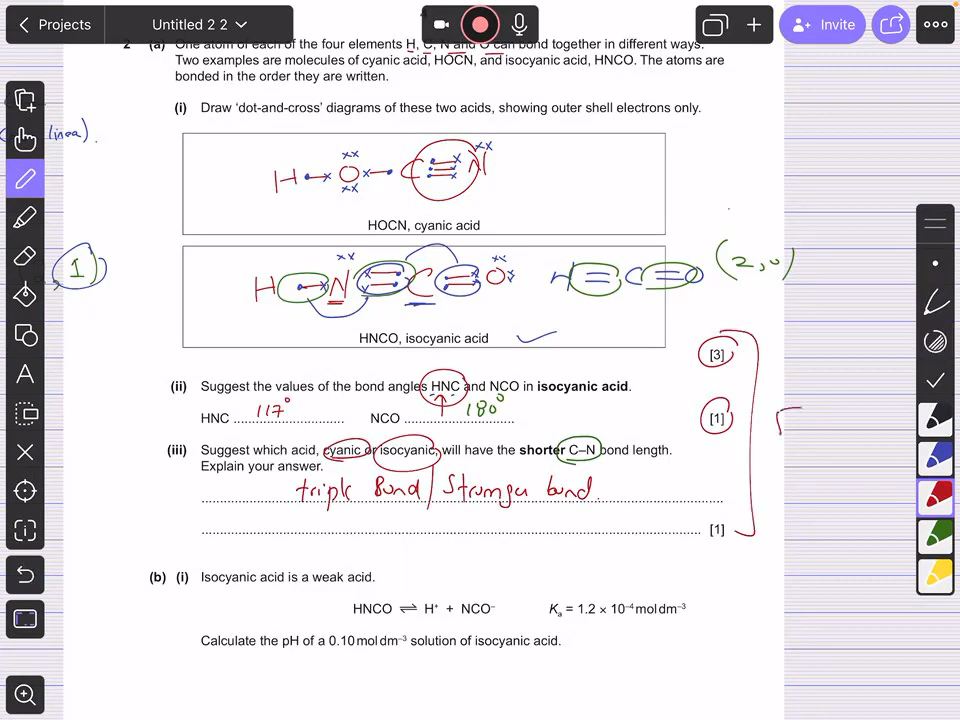 Projects
Untitled 2 2
Invite
2 (a) One atom of each of the four elements H, C, N and O can bond together in different ways.
Two examples are molecules of cyanic acid, HOCN, and isocyanic acid, HNCO. The atoms are
bonded in the order they are written.
linea).
(i) Draw ‘dot-and-cross’ diagrams of these two acids, showing outer shell electrons only.
H O C N
HOCN, cyanic acid
1
H N C O
N C O
(2,0)
HNCO, isocyanic acid
[3]
(ii) Suggest the values of the bond angles HNC and NCO in isocyanic acid.
HNC 117° NCO 180° [1]
(iii) Suggest which acid, cyanic or isocyanic, will have the shorter C–N bond length.
Explain your answer.
triple Bond / Stronger bond
[1]
(b) (i) Isocyanic acid is a weak acid.
HNCO ⇌ H⁺ + NCO⁻ Kₐ = 1.2 × 10⁻⁴ mol dm⁻³
Calculate the pH of a 0.10 mol dm⁻³ solution of isocyanic acid.